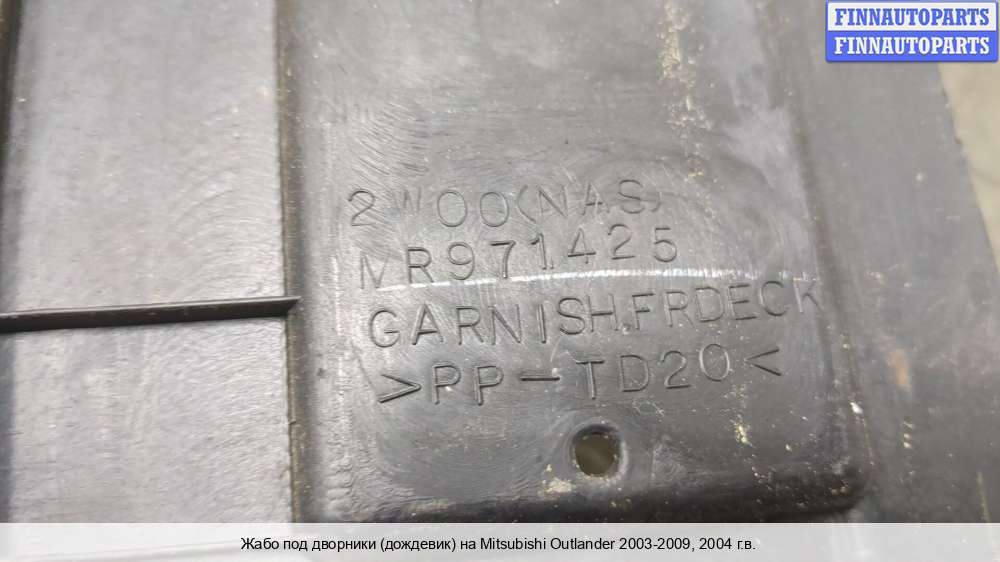 FINNAUTOPARTS
FINNAUTOPARTS
2W00(NAS)
MR971425
GARNISH,FRDECK
>PP-TD20<
Жабо под дворники (дождевик) на Mitsubishi Outlander 2003-2009, 2004 г.в.